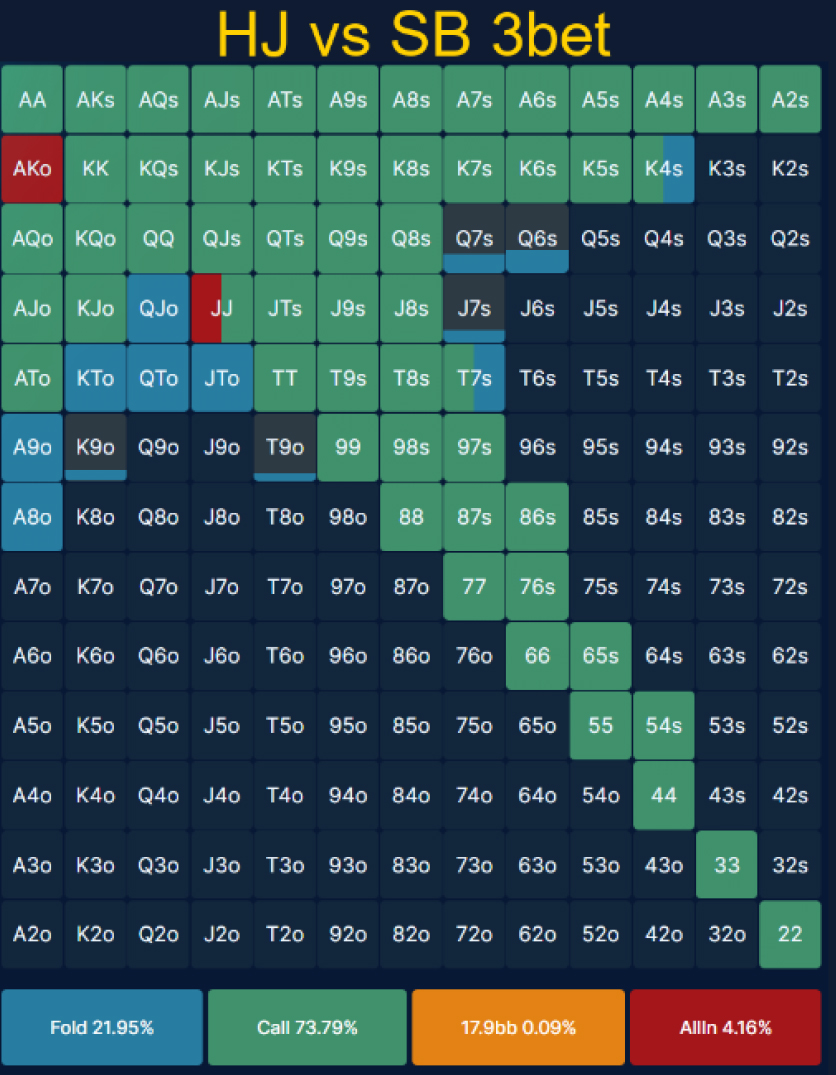 HJ vs SB 3bet
AA AKs AQs AJs ATs A9s A8s A7s A6s A5s A4s A3s A2s
AKo KK KQs KJs KTs K9s K8s K7s K6s K5s K4s K3s K2s
AQo KQo QQ QJs QTs Q9s Q8s Q7s Q6s Q5s Q4s Q3s Q2s
AJo KJo QJo JJ JTs J9s J8s J7s J6s J5s J4s J3s J2s
ATo KTo QTo JTo TT T9s T8s T7s T6s T5s T4s T3s T2s
A9o K9o Q9o J9o T9o 99 98s 97s 96s 95s 94s 93s 92s
A8o K8o Q8o J8o T8o 98o 88 87s 86s 85s 84s 83s 82s
A7o K7o Q7o J7o T7o 97o 87o 77 76s 75s 74s 73s 72s
A6o K6o Q6o J6o T6o 96o 86o 76o 66 65s 64s 63s 62s
A5o K5o Q5o J5o T5o 95o 85o 75o 65o 55 54s 53s 52s
A4o K4o Q4o J4o T4o 94o 84o 74o 64o 54o 44 43s 42s
A3o K3o Q3o J3o T3o 93o 83o 73o 63o 53o 43o 33 32s
A2o K2o Q2o J2o T2o 92o 82o 72o 62o 52o 42o 32o 22
Fold 21.95% Call 73.79% 17.9bb 0.09% AllIn 4.16%